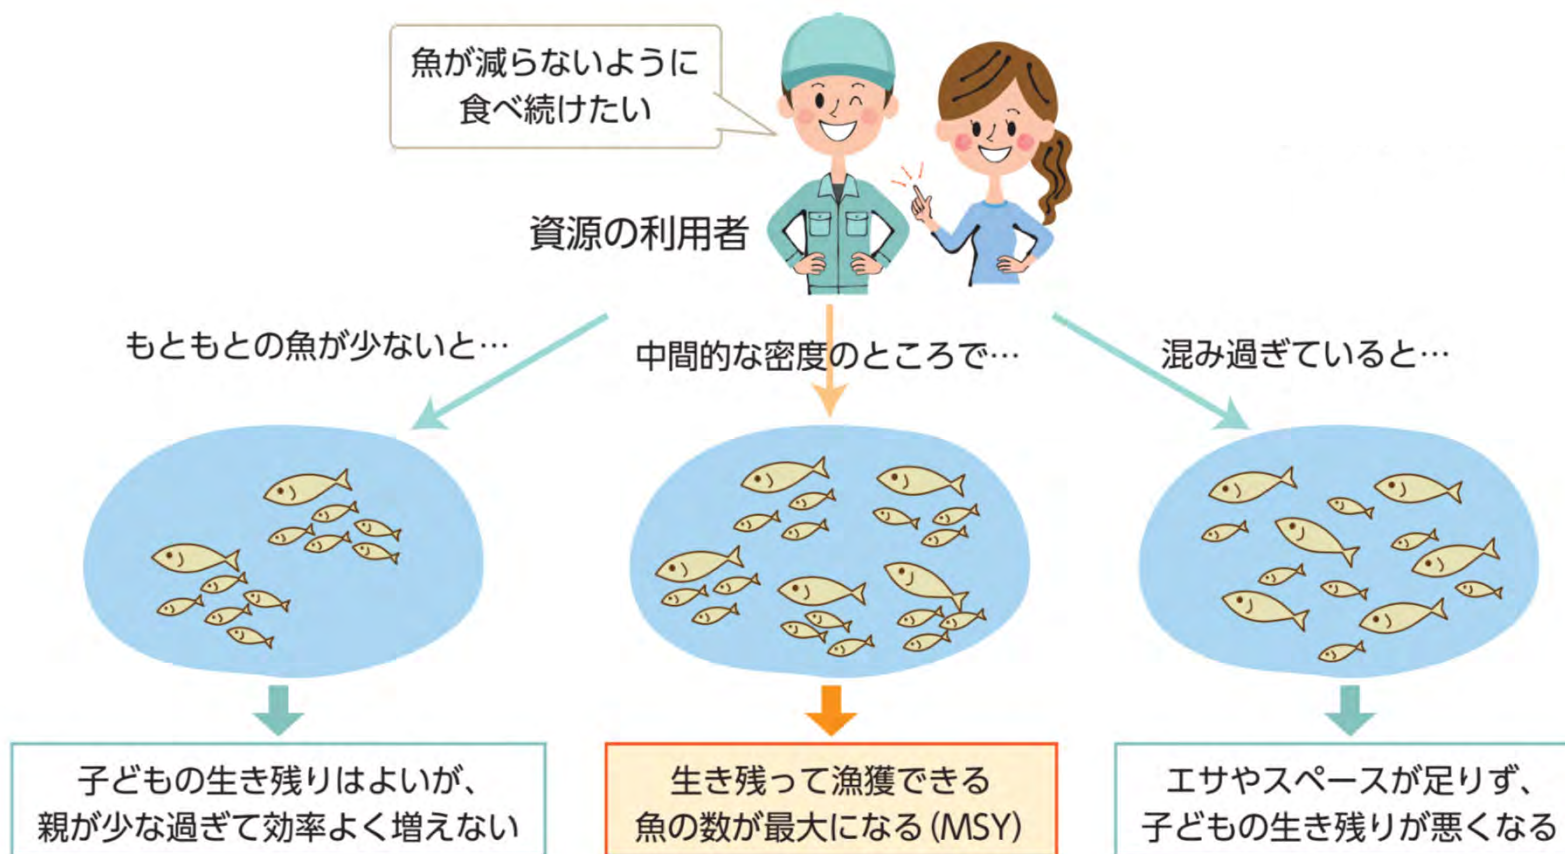 魚が減らないように
食べ続けたい
資源の利用者
もともとの魚が少ないと…
中間的な密度のところで…
混み過ぎていると…
子どもの生き残りはよいが、
親が少な過ぎて効率よく増えない
生き残って漁獲できる
魚の数が最大になる(MSY)
エサやスペースが足りず、
子どもの生き残りが悪くなる